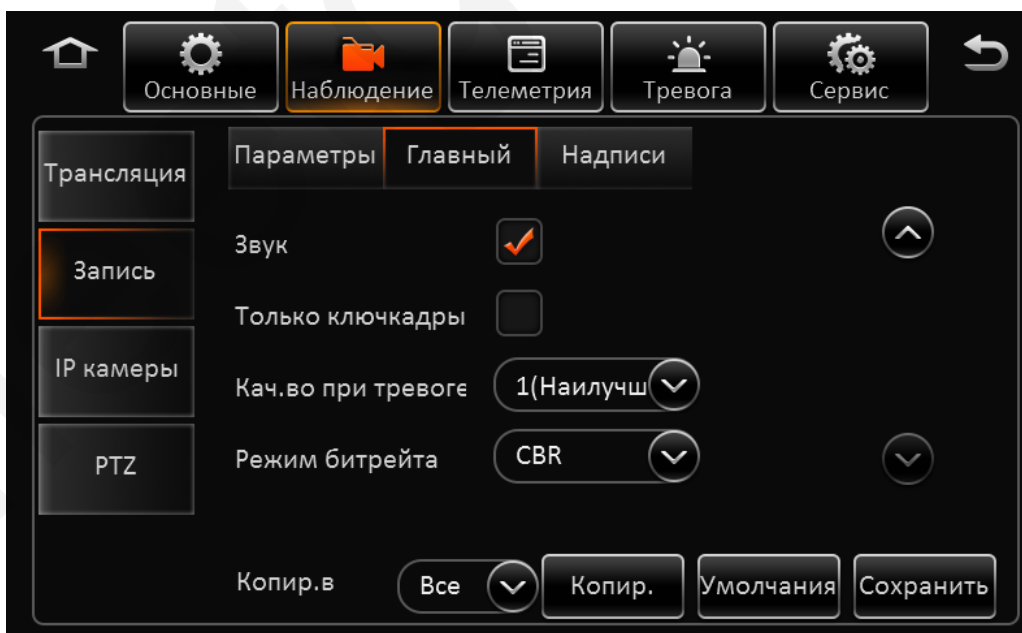 Основные Наблюдение Телеметрия Тревога Сервис
Трансляция
Запись
IP камеры
PTZ
Параметры Главный Надписи
Звук
Только ключкадры
Кач.во при тревоге 1(Наилучш
Режим битрейта CBR
Копир.в Все Копир. Умолчания Сохранить